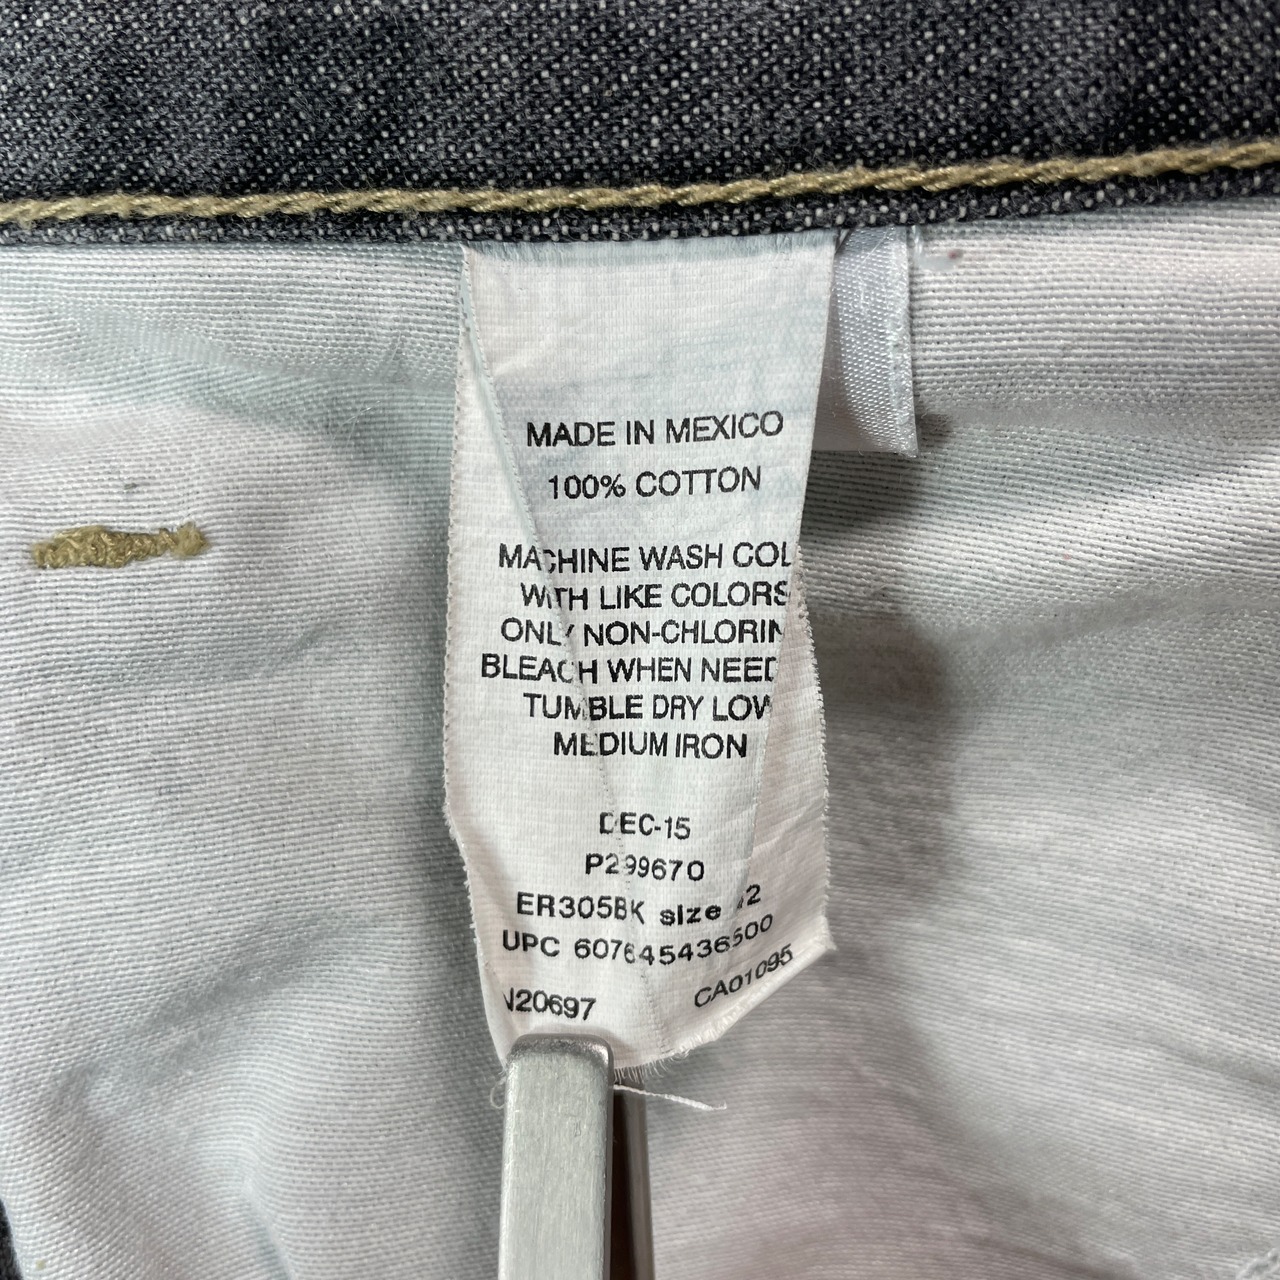 MADE IN MEXICO
100% COTTON
MACHINE WASH COL
WITH LIKE COLORS
ONLY NON-CHLORIN
BLEACH WHEN NEED
TUMBLE DRY LOW
MEDIUM IRON
DEC-15
P299670
ER305BK size 42
UPC 607645436500
CA01095